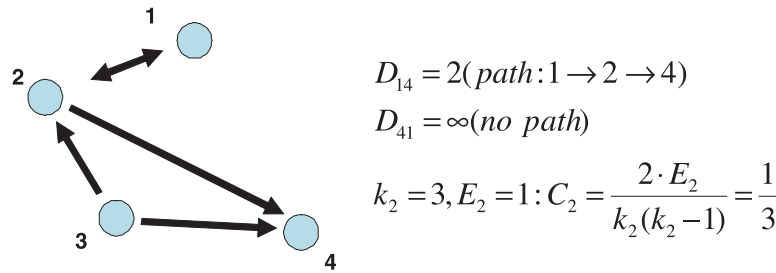 1
2
3
4
D₁₄ = 2(path:1 → 2 → 4)
D₄₁ = ∞(no path)
k₂ = 3, E₂ = 1 : C₂ = 2 · E₂ / k₂(k₂ − 1) = 1 / 3